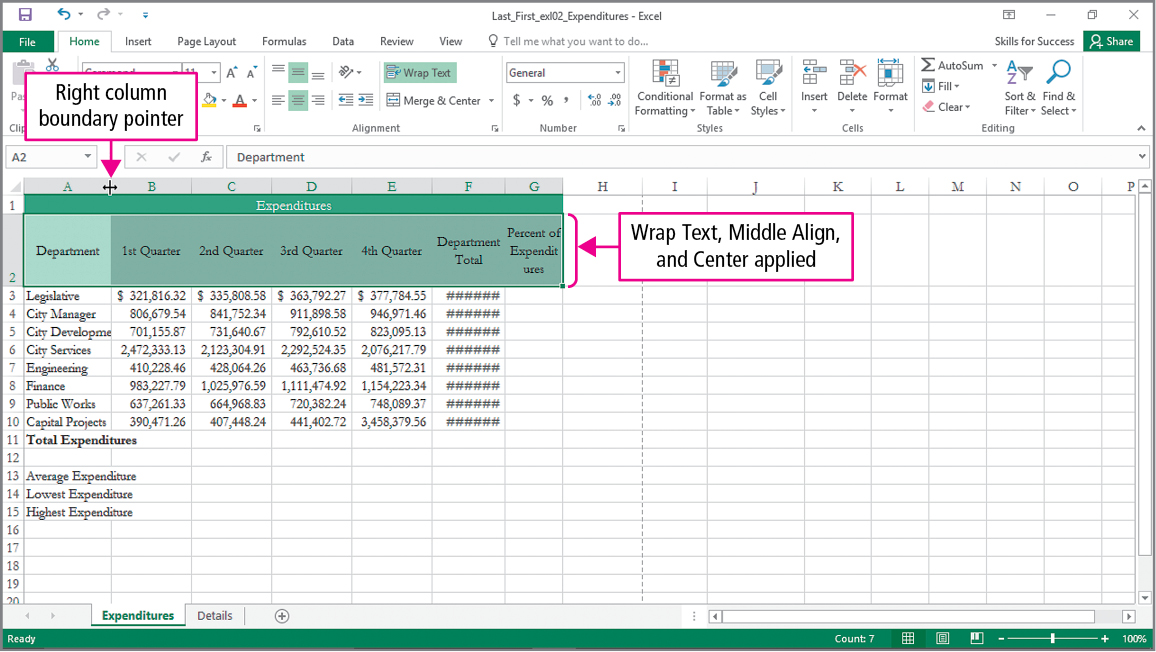 Last_First_exl02_Expenditures - Excel
File Home Insert Page Layout Formulas Data Review View Tell me what you want to do... Skills for Success Share
Right column
boundary pointer
11 A A
A
Wrap Text
Merge & Center
Alignment
General
$ % ,
Number
Conditional
Formatting
Format as
Table
Cell
Styles
Styles
Insert
Delete
Format
Cells
AutoSum
Fill
Clear
Sort &
Filter
Find &
Select
Editing
A2 fx Department
A B C D E F G H I J K L M N O P
1 Expenditures
2 Department 1st Quarter 2nd Quarter 3rd Quarter 4th Quarter
Department
Total
Percent of
Expendit
ures
Wrap Text, Middle Align,
and Center applied
3 Legislative $ 321,816.32 $ 335,808.58 $ 363,792.27 $ 377,784.55 ######
4 City Manager 806,679.54 841,752.34 911,898.58 946,971.46 ######
5 City Developme 701,155.87 731,640.67 792,610.52 823,095.13 ######
6 City Services 2,472,333.13 2,123,304.91 2,292,524.35 2,076,217.79 ######
7 Engineering 410,228.46 428,064.26 463,736.68 481,572.31 ######
8 Finance 983,227.79 1,025,976.59 1,111,474.92 1,154,223.34 ######
9 Public Works 637,261.33 664,968.83 720,382.24 748,089.37 ######
10 Capital Projects 390,471.26 407,448.24 441,402.72 3,458,379.56 ######
11 Total Expenditures
12
13 Average Expenditure
14 Lowest Expenditure
15 Highest Expenditure
16
17
18
19
20
Expenditures Details
Ready Count: 7 100%